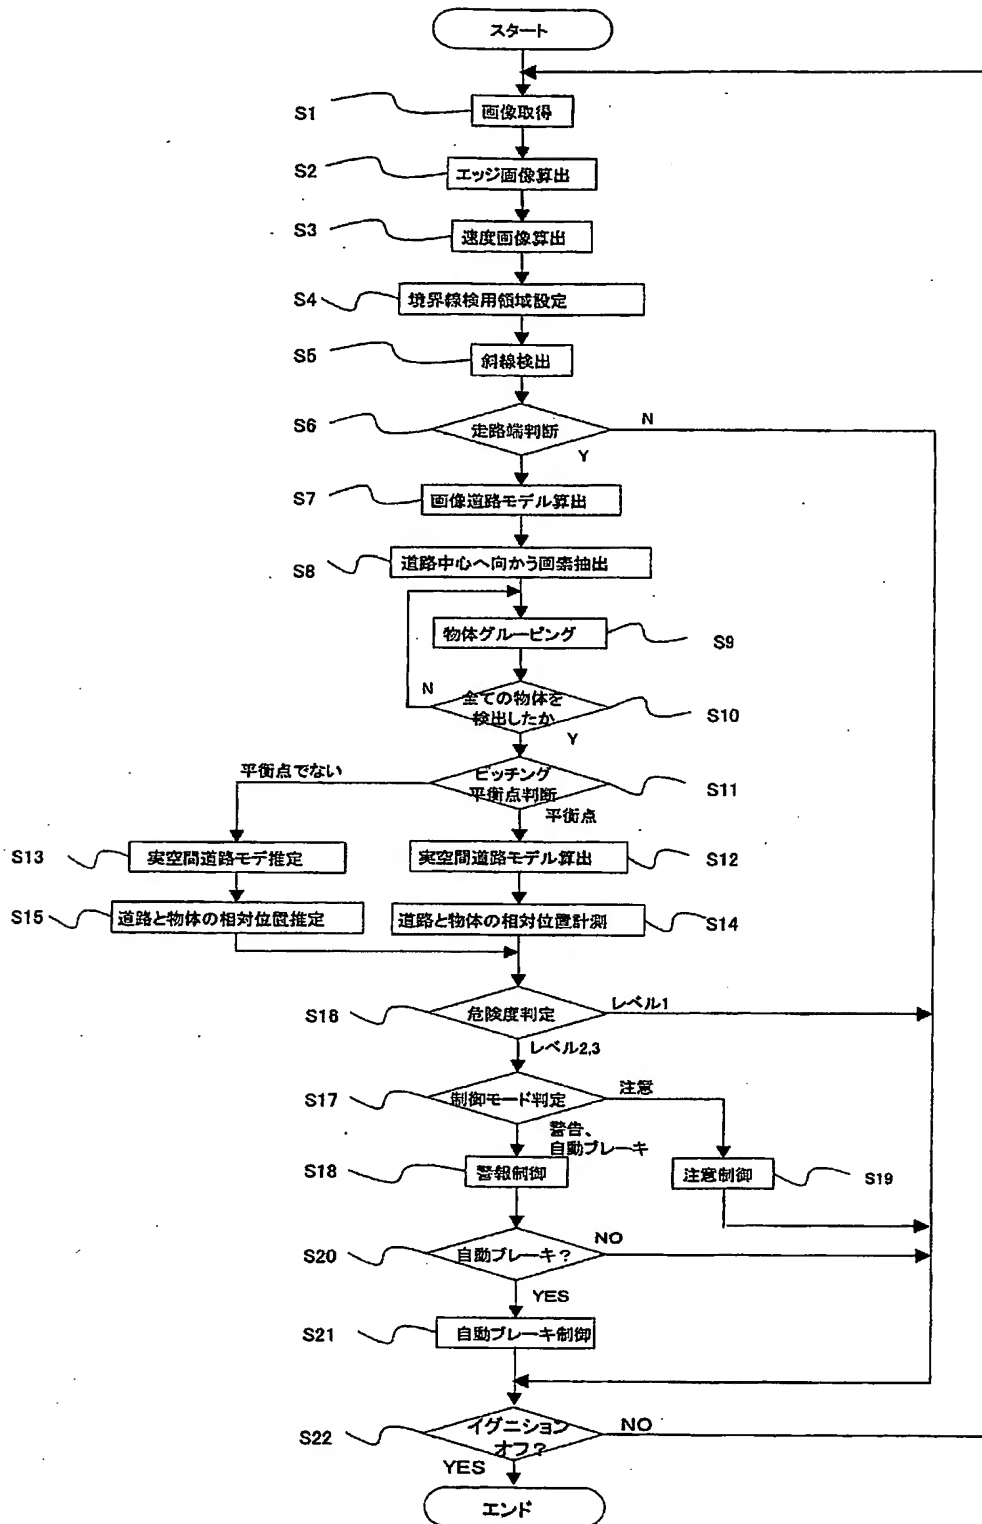 スタート
S1
画像取得
S2
エッジ画像算出
S3
速度画像算出
S4
境界線検用領域設定
S5
斜線検出
S6
走路端判断
N
Y
S7
画像道路モデル算出
S8
道路中心へ向かう画素抽出
物体グルーピング
S9
N
全ての物体を
検出したか
S10
Y
平衡点でない
ピッチング
平衡点判断
S11
平衡点
S13
実空間道路モデ推定
実空間道路モデル算出
S12
S15
道路と物体の相対位置推定
道路と物体の相対位置計測
S14
S16
危険度判定
レベル1
レベル2,3
S17
制御モード判定
注意
警告、
自動ブレーキ
S18
警報制御
注意制御
S19
S20
自動ブレーキ?
NO
YES
S21
自動ブレーキ制御
S22
イグニション
オフ?
NO
YES
エンド